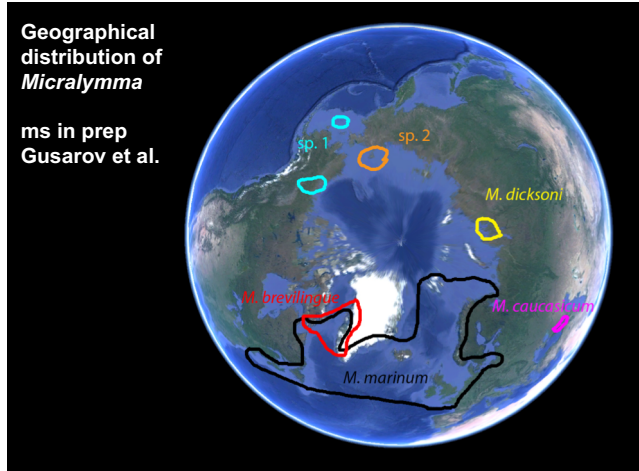 Geographical
distribution of
Micralymma
ms in prep
Gusarov et al.
sp. 1
sp. 2
M. dicksoni
M. brevilingue
M. caucasicum
M. marinum